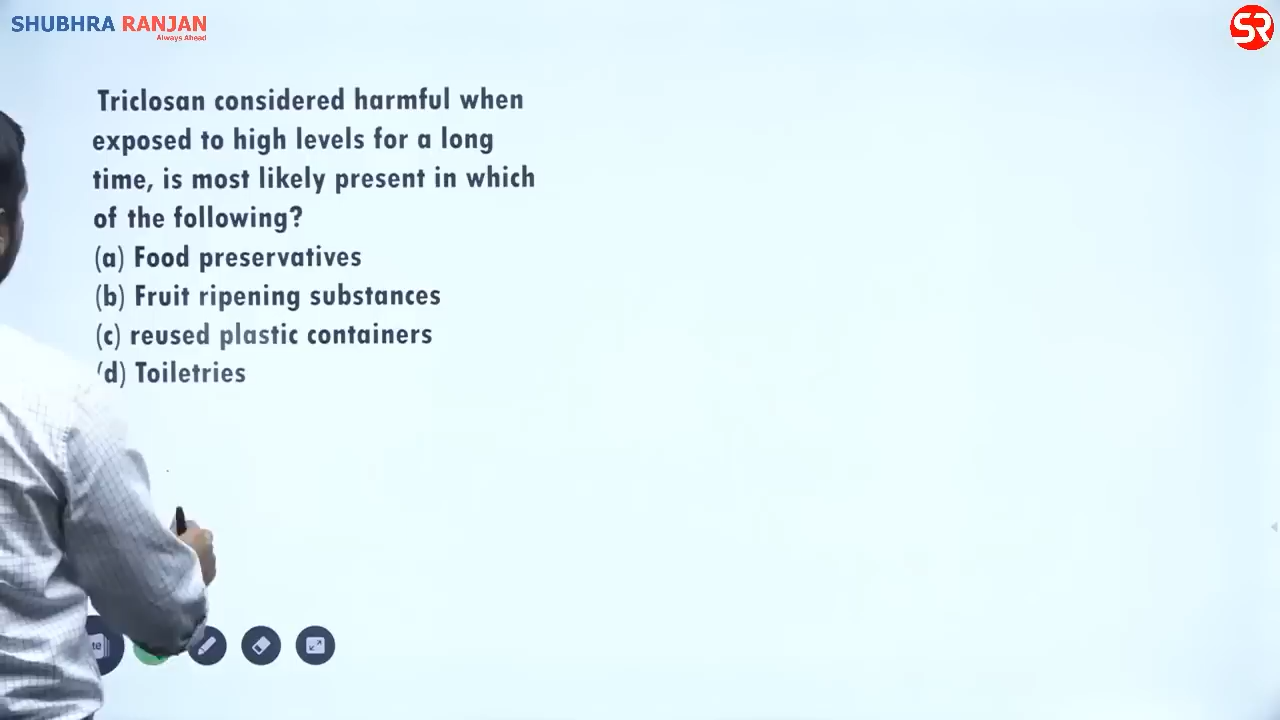 SHUBHRA RANJAN
Always Ahead
SR
Triclosan considered harmful when
exposed to high levels for a long
time, is most likely present in which
of the following?
(a) Food preservatives
(b) Fruit ripening substances
(c) reused plastic containers
(d) Toiletries